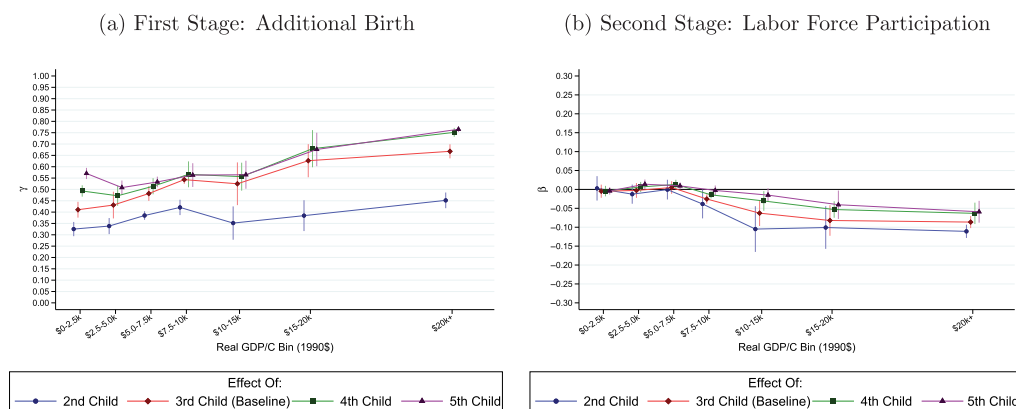 (a) First Stage: Additional Birth
1.00
0.95
0.90
0.85
0.80
0.75
0.70
0.65
0.60
0.55
0.50
0.45
0.40
0.35
0.30
0.25
0.20
0.15
0.10
0.05
0.00
γ
$0-2.5k
$2.5-5.0k
$5.0-7.5k
$7.5-10k
$10-15k
$15-20k
$20k+
Real GDP/C Bin (1990$)
Effect Of:
2nd Child 3rd Child (Baseline) 4th Child 5th Child
(b) Second Stage: Labor Force Participation
0.30
0.25
0.20
0.15
0.10
0.05
0.00
−0.05
−0.10
−0.15
−0.20
−0.25
−0.30
β
$0-2.5k
$2.5-5.0k
$5.0-7.5k
$7.5-10k
$10-15k
$15-20k
$20k+
Real GDP/C Bin (1990$)
Effect Of:
2nd Child 3rd Child (Baseline) 4th Child 5th Child